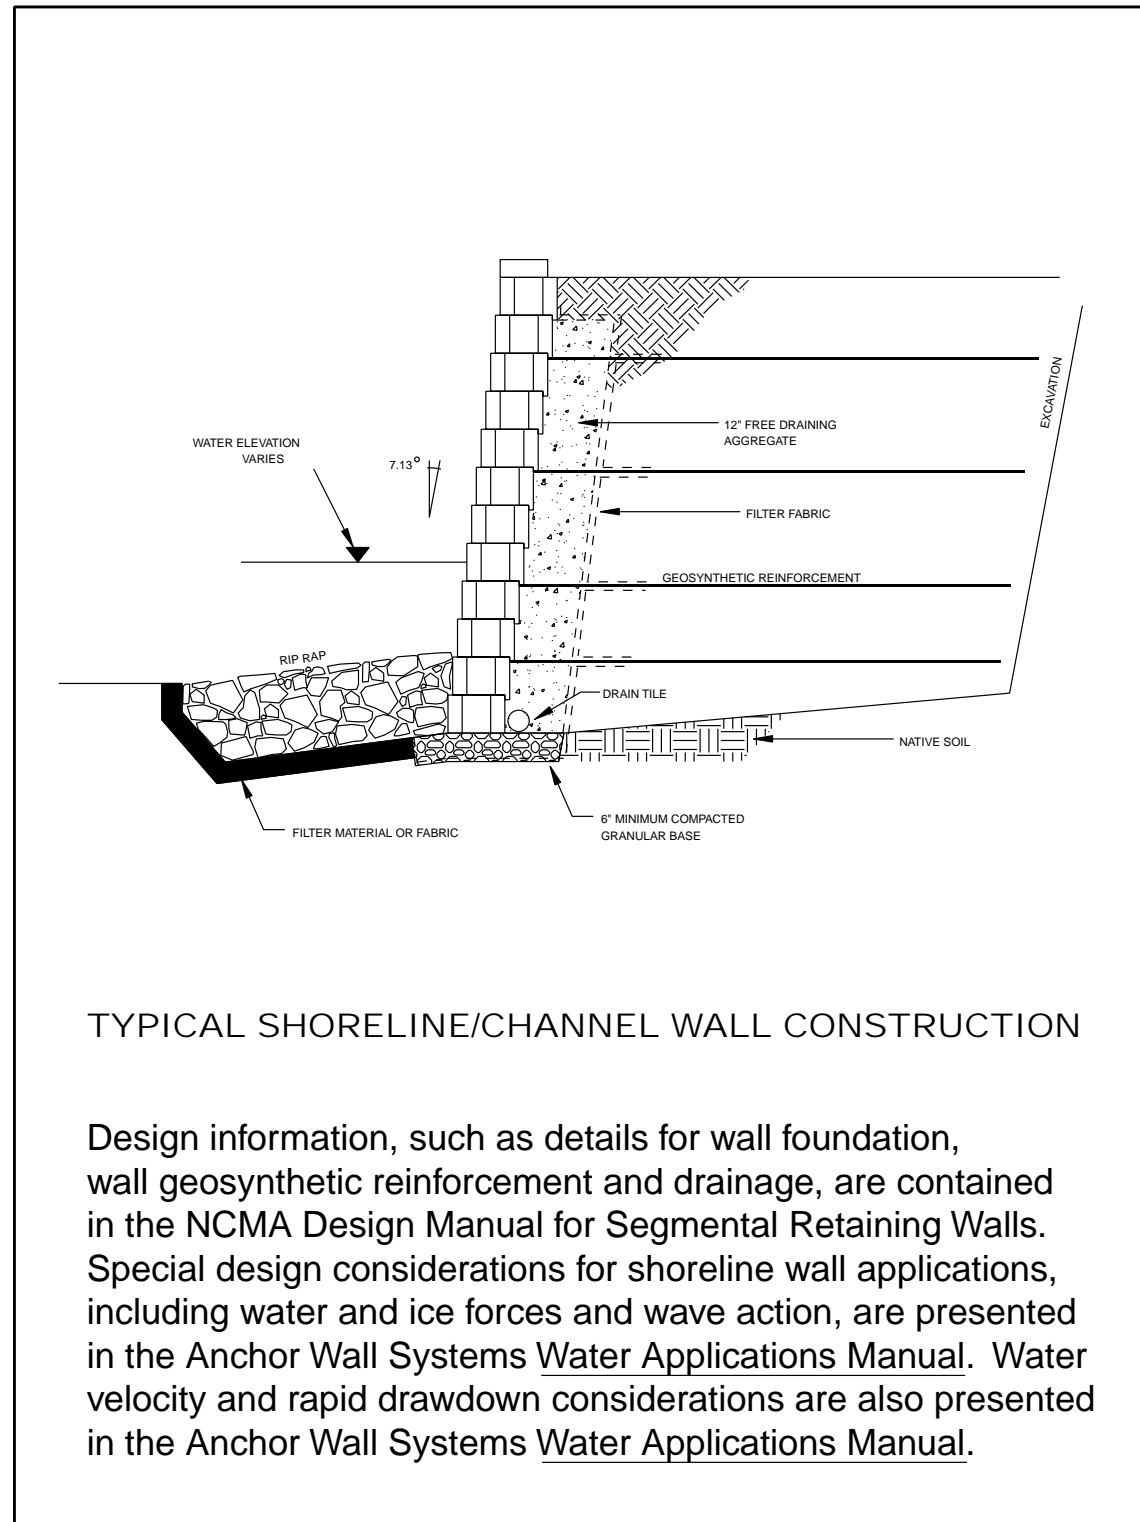 WATER ELEVATION
VARIES
7.13°
12" FREE DRAINING
AGGREGATE
EXCAVATION
FILTER FABRIC
GEOSYNTHETIC REINFORCEMENT
RIP RAP
DRAIN TILE
NATIVE SOIL
6" MINIMUM COMPACTED
GRANULAR BASE
FILTER MATERIAL OR FABRIC
TYPICAL SHORELINE/CHANNEL WALL CONSTRUCTION
Design information, such as details for wall foundation,
wall geosynthetic reinforcement and drainage, are contained
in the NCMA Design Manual for Segmental Retaining Walls.
Special design considerations for shoreline wall applications,
including water and ice forces and wave action, are presented
in the Anchor Wall Systems Water Applications Manual.  Water
velocity and rapid drawdown considerations are also presented
in the Anchor Wall Systems Water Applications Manual.